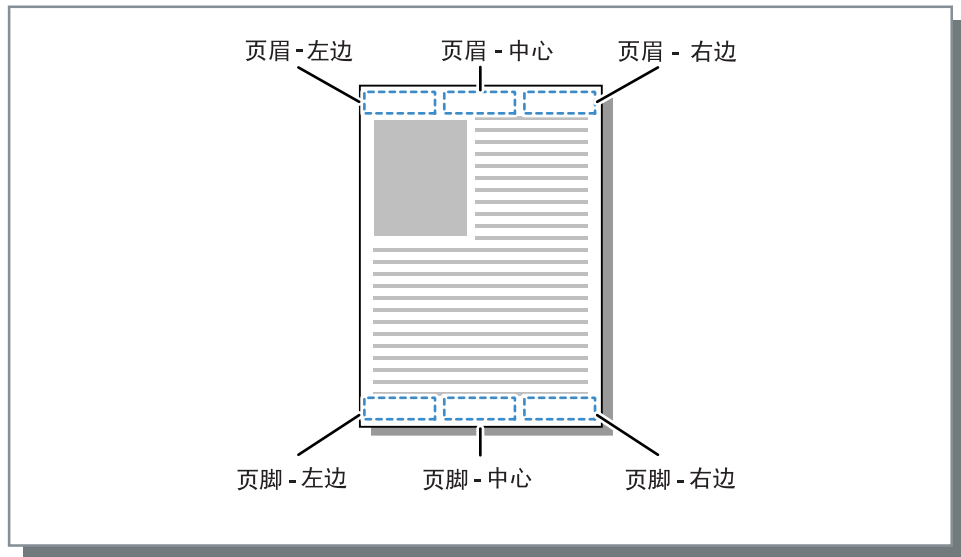 页眉 - 左边 页眉 - 中心 页眉 - 右边
页脚 - 左边 页脚 - 中心 页脚 - 右边